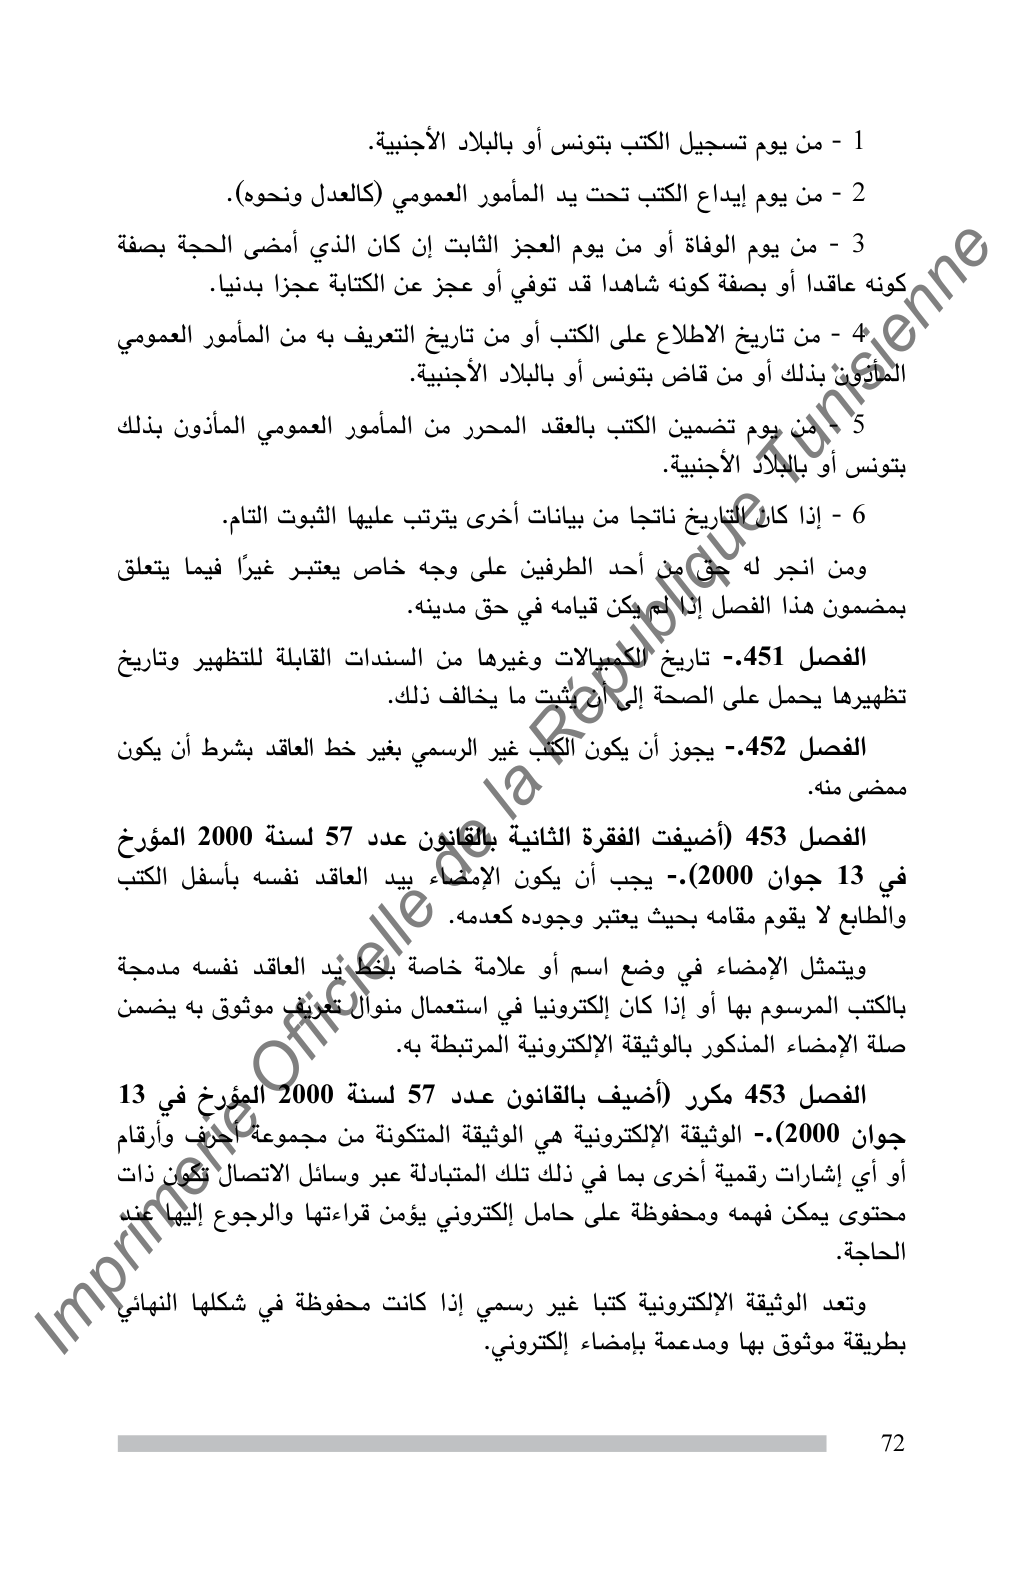 1 - من يوم تسجيل الكتب بتونس أو بالبلاد الأجنبية.
2 - من يوم إيداع الكتب تحت يد المأمور العمومي (كالعدل ونحوه).
3 - من يوم الوفاة أو من يوم العجز الثابت إن كان الذي أمضى الحجة بصفة
كونه عاقدا أو بصفة كونه شاهدا قد توفي أو عجز عن الكتابة عجزا بدنيا.
4 - من تاريخ الاطلاع على الكتب أو من تاريخ التعريف به من المأمور العمومي
المأذون بذلك أو من قاض بتونس أو بالبلاد الأجنبية.
5 - من يوم تضمين الكتب بالعقد المحرر من المأمور العمومي المأذون بذلك
بتونس أو بالبلاد الأجنبية.
6 - إذا كان التاريخ ناتجا من بيانات أخرى يترتب عليها الثبوت التام.
ومن انجر له حق من أحد الطرفين على وجه خاص يعتبر غيرًا فيما يتعلق
بمضمون هذا الفصل إذا لم يكن قيامه في حق مدينه.
الفصل 451.- تاريخ الكمبيالات وغيرها من السندات القابلة للتظهير وتاريخ
تظهيرها يحمل على الصحة إلى أن يثبت ما يخالف ذلك.
الفصل 452.- يجوز أن يكون الكتب غير الرسمي بغير خط العاقد بشرط أن يكون
ممضى منه.
الفصل 453 (أضيفت الفقرة الثانية بالقانون عدد 57 لسنة 2000 المؤرخ
في 13 جوان 2000).- يجب أن يكون الإمضاء بيد العاقد نفسه بأسفل الكتب
والطابع لا يقوم مقامه بحيث يعتبر وجوده كعدمه.
ويتمثل الإمضاء في وضع اسم أو علامة خاصة بخط يد العاقد نفسه مدمجة
بالكتب المرسوم بها أو إذا كان إلكترونيا في استعمال منوال تعريف موثوق به يضمن
صلة الإمضاء المذكور بالوثيقة الإلكترونية المرتبطة به.
الفصل 453 مكرر (أضيف بالقانون عدد 57 لسنة 2000 المؤرخ في 13
جوان 2000).- الوثيقة الإلكترونية هي الوثيقة المتكونة من مجموعة أحرف وأرقام
أو أي إشارات رقمية أخرى بما في ذلك تلك المتبادلة عبر وسائل الاتصال تكون ذات
محتوى يمكن فهمه ومحفوظة على حامل إلكتروني يؤمن قراءتها والرجوع إليها عند
الحاجة.
وتعد الوثيقة الإلكترونية كتبا غير رسمي إذا كانت محفوظة في شكلها النهائي
بطريقة موثوق بها ومدعمة بإمضاء إلكتروني.
72
Imprimerie Officielle de la République Tunisienne